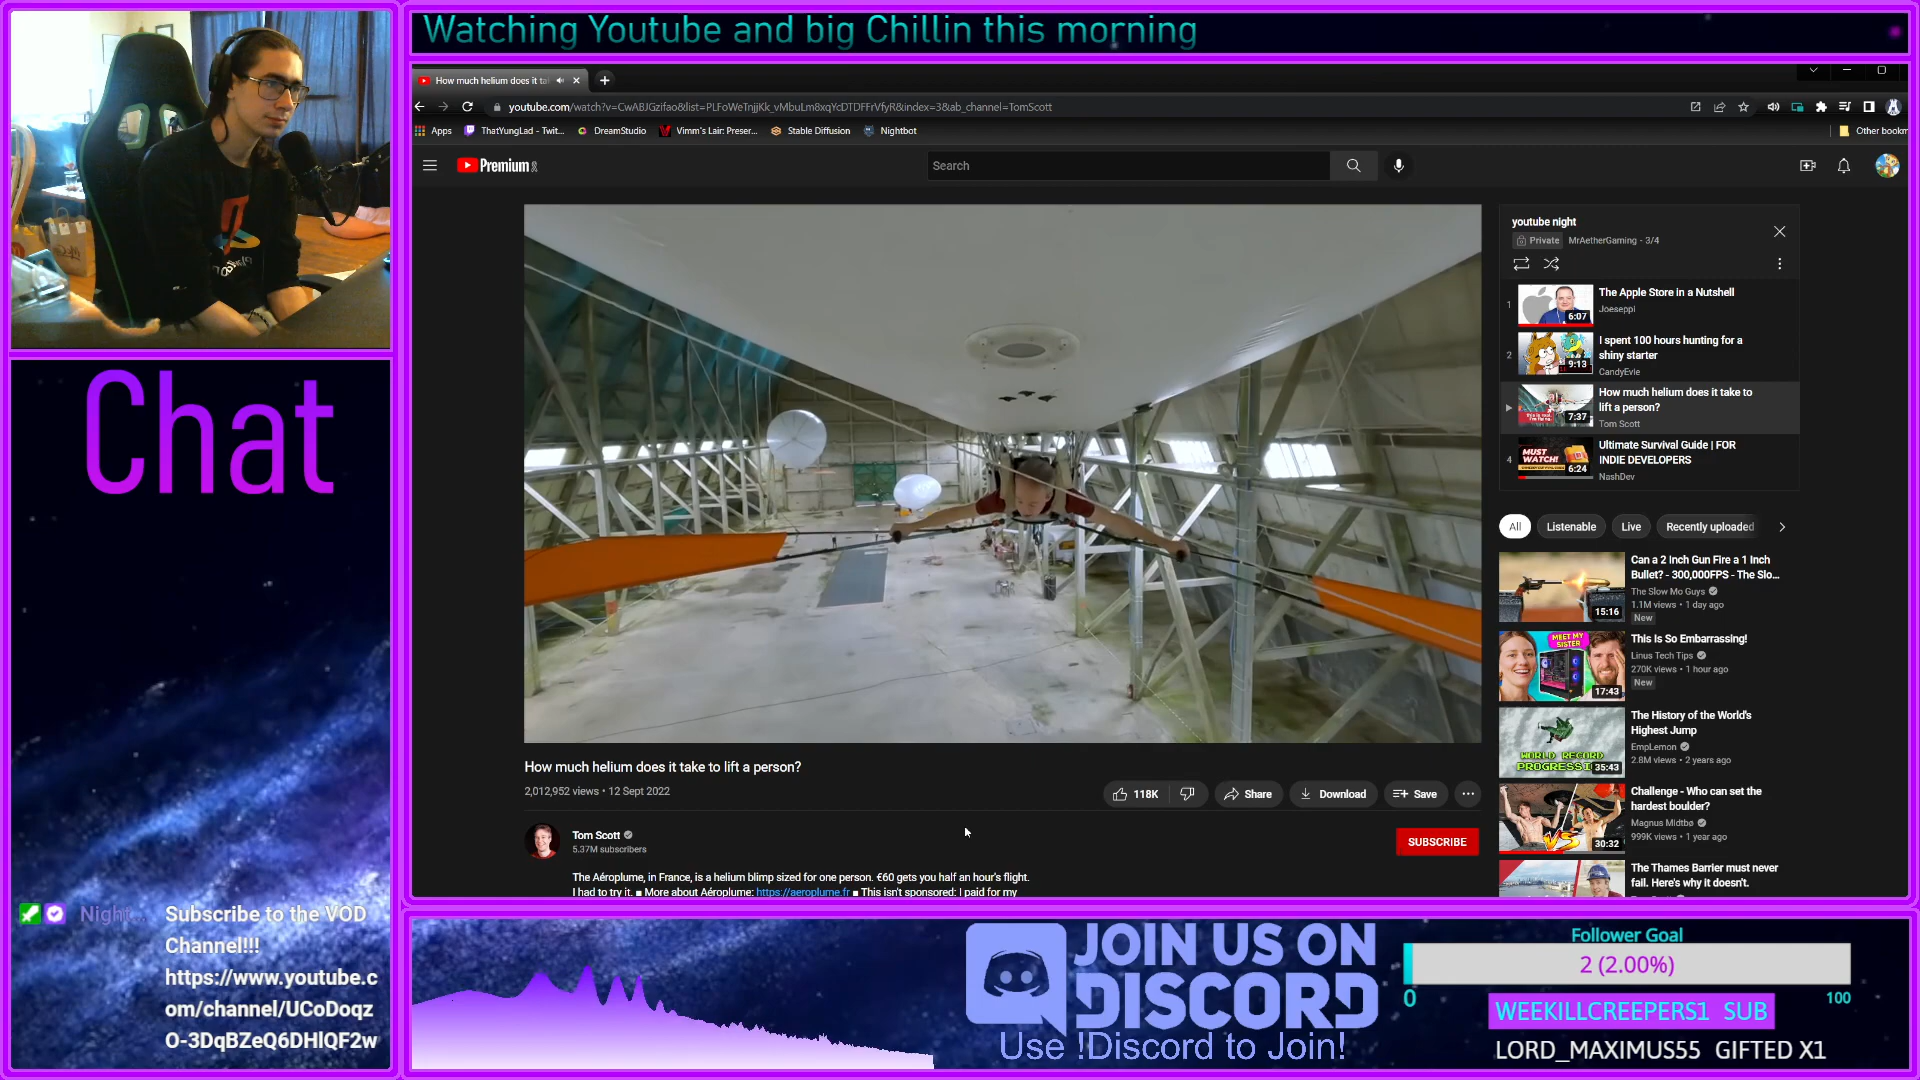 Watching Youtube and big Chillin this morning
How much helium does it ta
youtube.com/watch?v=CwABJGzifao&list=PLFoWeTnjjKk_vMbuLm8xqYcDTDFFrVfyR&index=3&ab_channel=TomScott
Apps
ThatYungLad - Twit...
DreamStudio
Vimm's Lair: Preser...
Stable Diffusion
Nightbot
Other bookm
Premium
Search
youtube night
Private
MrAetherGaming - 3/4
1
The Apple Store in a Nutshell
Joeseppi
6:07
2
I spent 100 hours hunting for a
shiny starter
CandyEvie
9:13
How much helium does it take to
lift a person?
Tom Scott
7:37
4
Ultimate Survival Guide | FOR
INDIE DEVELOPERS
NashDev
MUST
WATCH!
6:24
All
Listenable
Live
Recently uploaded
Can a 2 Inch Gun Fire a 1 Inch
Bullet? - 300,000FPS - The Slo...
The Slow Mo Guys
1.1M views • 1 day ago
New
15:16
This Is So Embarrassing!
Linus Tech Tips
270K views • 1 hour ago
New
MEET MY
SISTER
17:43
The History of the World's
Highest Jump
EmpLemon
2.8M views • 2 years ago
WORLD RECORD
PROGRESSI
35:43
Challenge - Who can set the
hardest boulder?
Magnus Midtbø
999K views • 1 year ago
VS
30:32
The Thames Barrier must never
fail. Here's why it doesn't.
How much helium does it take to lift a person?
2,012,952 views • 12 Sept 2022
118K
Share
Download
Save
Tom Scott
5.37M subscribers
SUBSCRIBE
The Aéroplume, in France, is a helium blimp sized for one person. €60 gets you half an hour's flight.
I had to try it. ■ More about Aéroplume: https://aeroplume.fr ■ This isn't sponsored: I paid for my
Chat
Night...
Subscribe to the VOD
Channel!!!
https://www.youtube.c
om/channel/UCoDoqz
O-3DqBZeQ6DHlQF2w
JOIN US ON
DISCORD
Use !Discord to Join!
Follower Goal
2 (2.00%)
0
100
WEEKILLCREEPERS1 SUB
LORD_MAXIMUS55 GIFTED X1